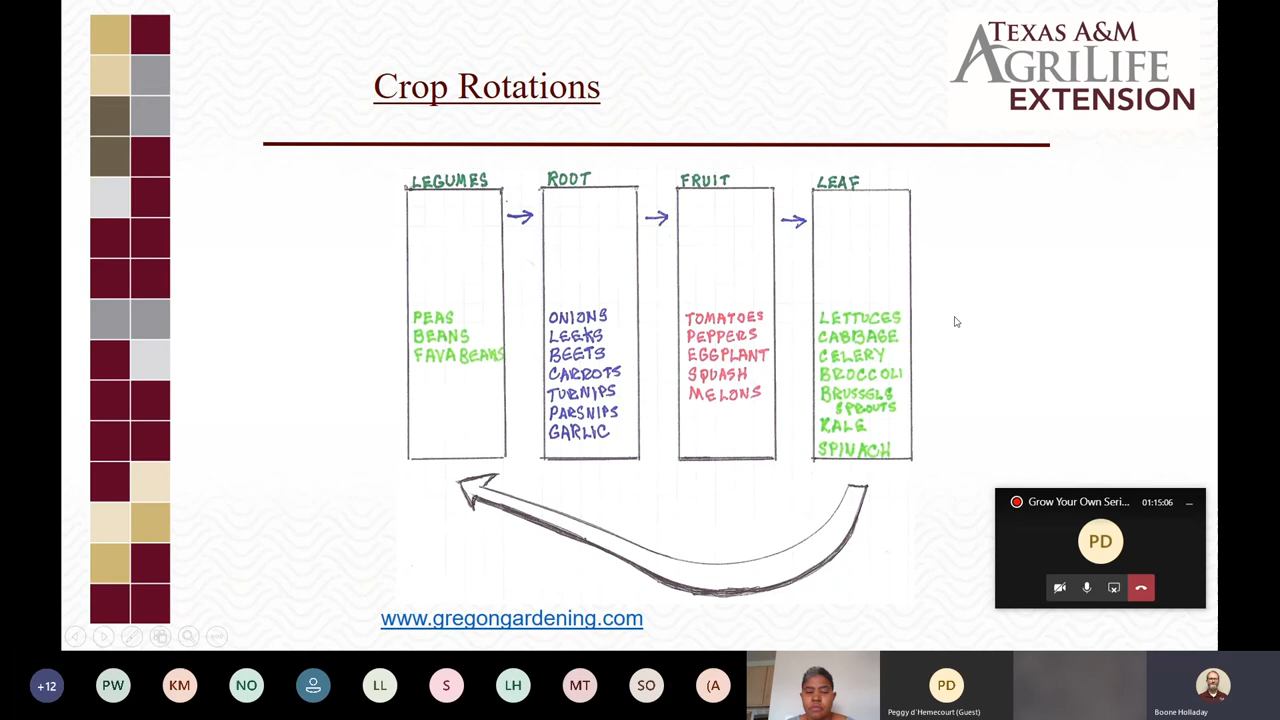 TEXAS A&M
AGRILIFE
EXTENSION
Crop Rotations
LEGUMES
PEAS
BEANS
FAVA BEANS
ROOT
ONIONS
LEEKS
BEETS
CARROTS
TURNIPS
PARSNIPS
GARLIC
FRUIT
TOMATOES
PEPPERS
EGGPLANT
SQUASH
MELONS
LEAF
LETTUCES
CABBAGE
CELERY
BROCCOLI
BRUSSELS
SPROUTS
KALE
SPINACH
www.gregongardening.com
Grow Your Own Seri... 01:15:06
PD
+12 PW KM NO LL S LH MT SO (A PD
Peggy d'Hemecourt (Guest)
Boone Holladay